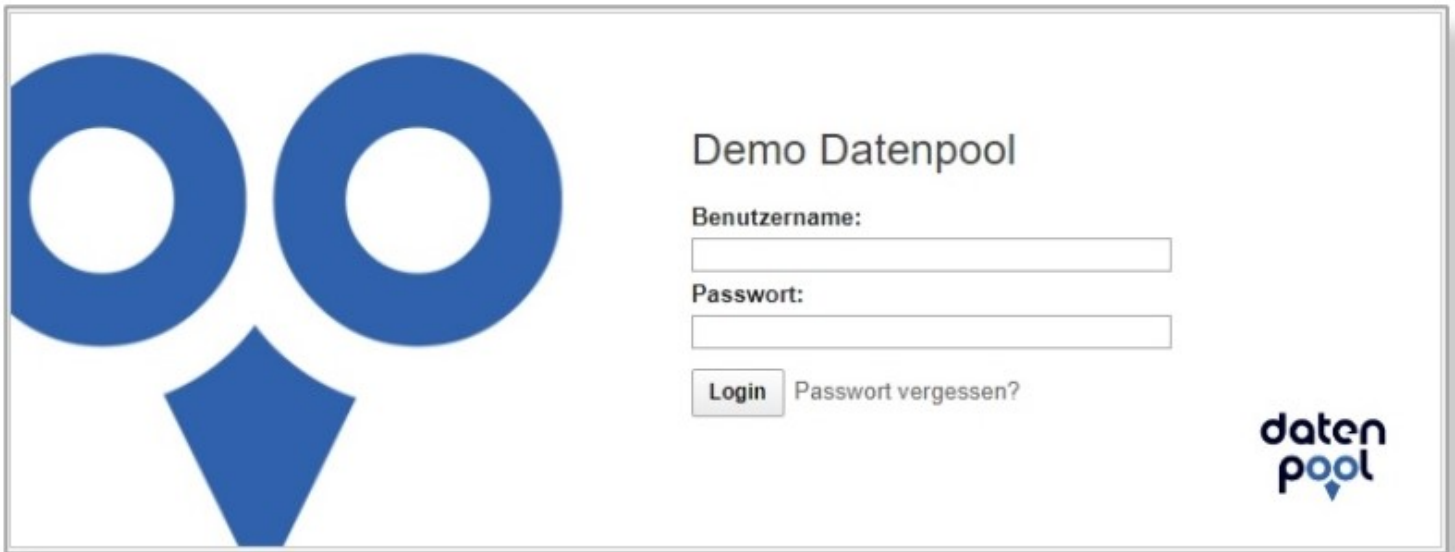 Demo Datenpool
Benutzername:
Passwort:
Login Passwort vergessen?
daten
pool